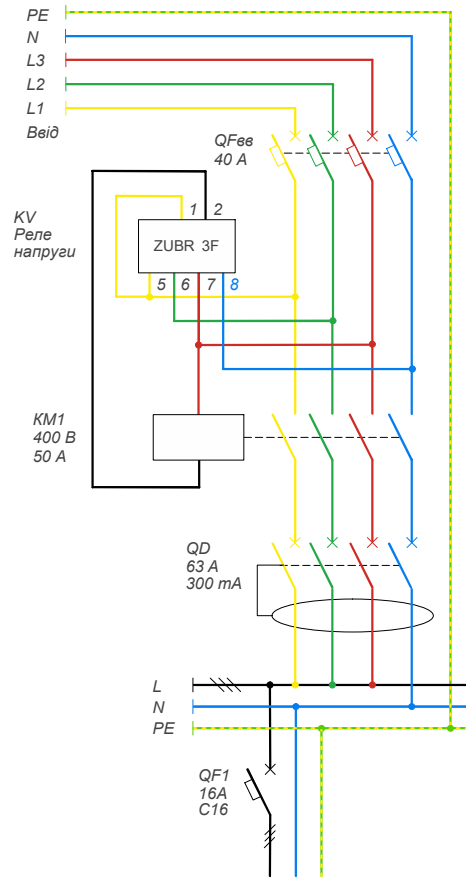 PE
N
L3
L2
L1
Ввід
QFвв
40 A
1 2
KV
Реле
напруги
ZUBR 3F
5 6 7 8
КМ1
400 В
50 А
QD
63 A
300 mA
L
N
PE
QF1
16A
C16